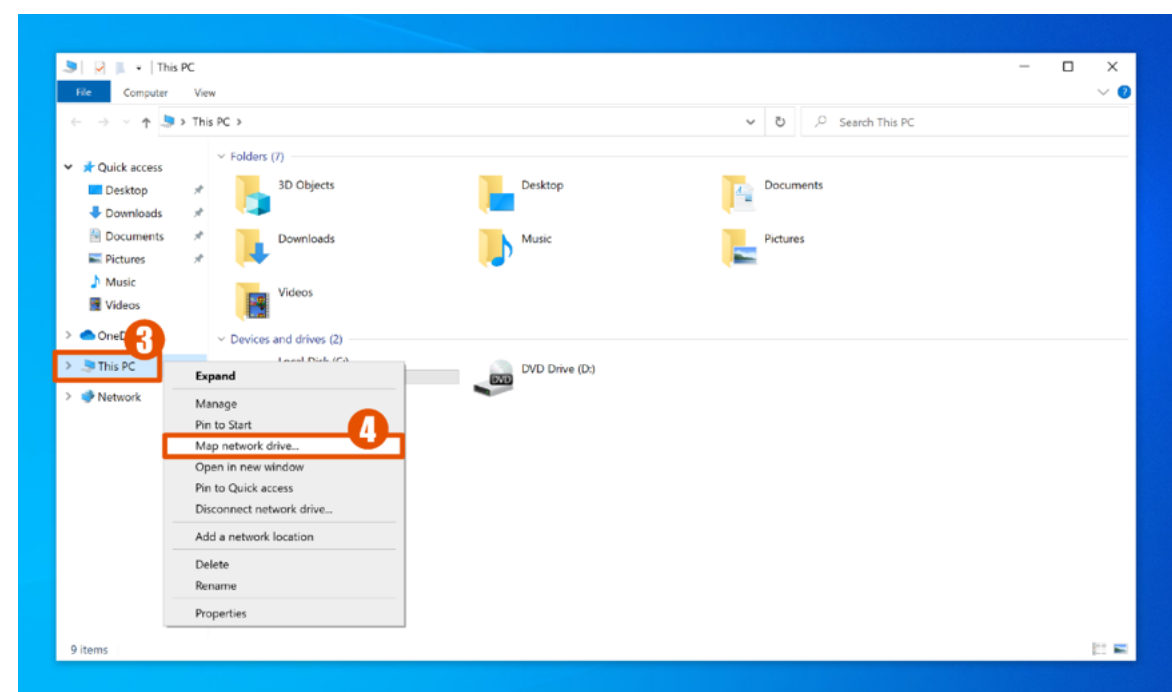 This PC
File Computer View
This PC
Search This PC
Quick access
Desktop
Downloads
Documents
Pictures
Music
Videos
3
This PC
Network
Folders (7)
3D Objects
Desktop
Documents
Downloads
Music
Pictures
Videos
Devices and drives (2)
DVD
DVD Drive (D:)
Expand
Manage
Pin to Start
4
Map network drive...
Open in new window
Pin to Quick access
Disconnect network drive...
Add a network location
Delete
Rename
Properties
9 items